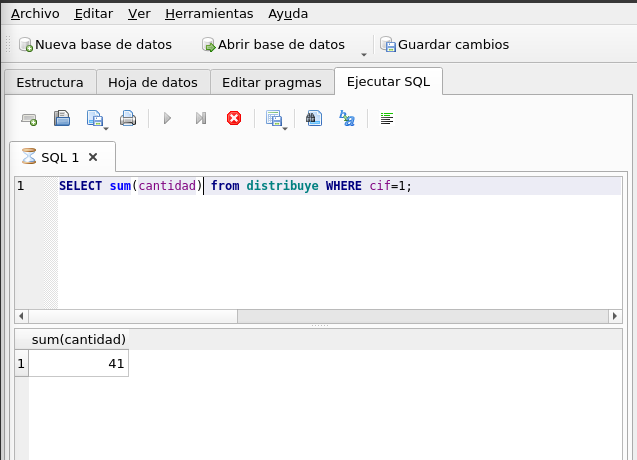 Archivo Editar Ver Herramientas Ayuda
Nueva base de datos Abrir base de datos Guardar cambios
Estructura Hoja de datos Editar pragmas Ejecutar SQL
SQL 1
1 SELECT sum(cantidad) from distribuye WHERE cif=1;
sum(cantidad)
1 41